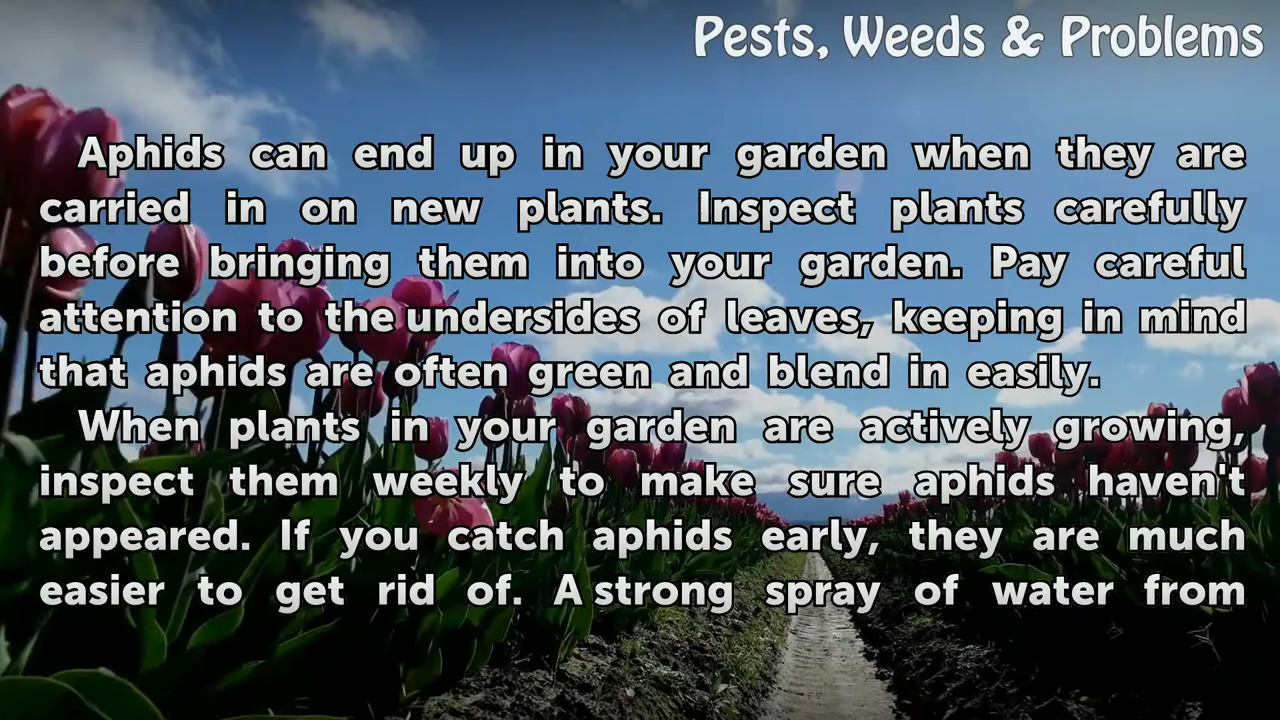 Pests, Weeds & Problems
Aphids can end up in your garden when they are
carried in on new plants. Inspect plants carefully
before bringing them into your garden. Pay careful
attention to the undersides of leaves, keeping in mind
that aphids are often green and blend in easily.
When plants in your garden are actively growing,
inspect them weekly to make sure aphids haven't
appeared. If you catch aphids early, they are much
easier to get rid of. A strong spray of water from